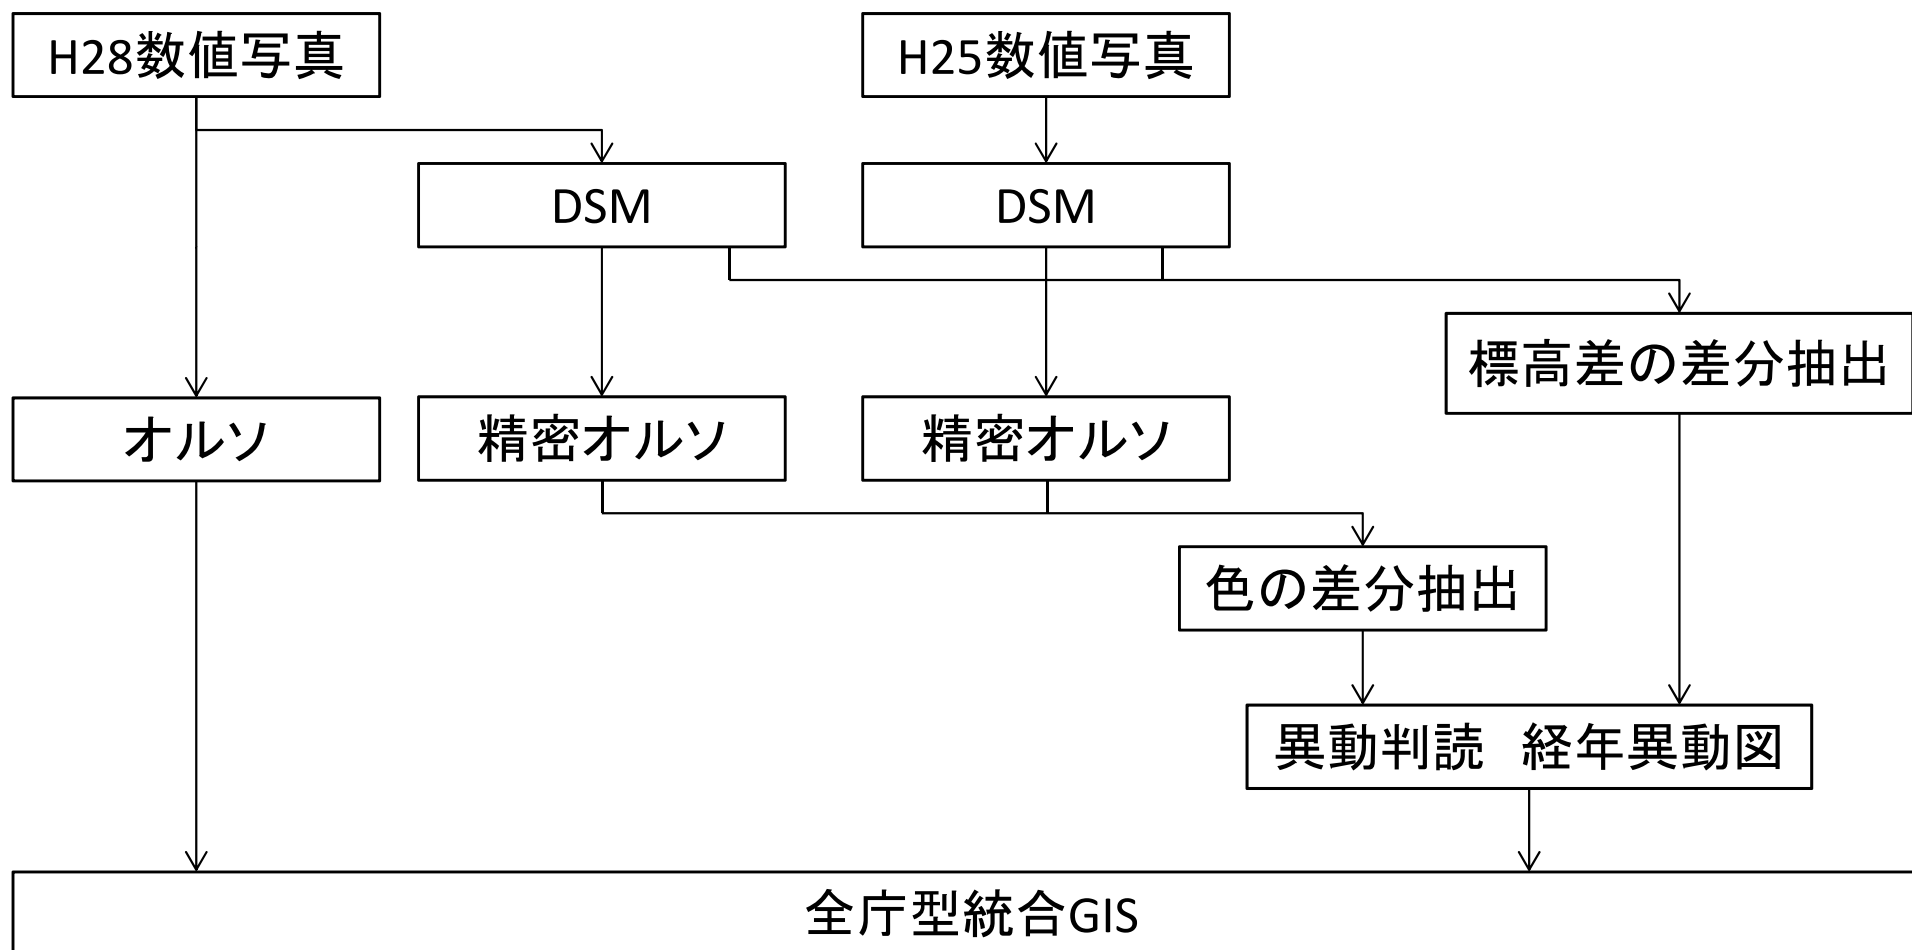 H28数値写真
H25数値写真
DSM
DSM
標高差の差分抽出
オルソ
精密オルソ
精密オルソ
色の差分抽出
異動判読　経年異動図
全庁型統合GIS